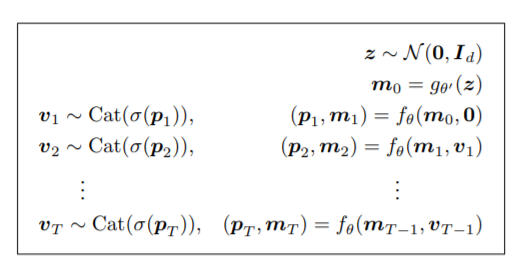 z ∼ 𝒩(0, I_d)
m_0 = g_{θ′}(z)
v_1 ∼ Cat(σ(p_1)), (p_1, m_1) = f_θ(m_0, 0)
v_2 ∼ Cat(σ(p_2)), (p_2, m_2) = f_θ(m_1, v_1)
⋮ ⋮
v_T ∼ Cat(σ(p_T)), (p_T, m_T) = f_θ(m_{T−1}, v_{T−1})